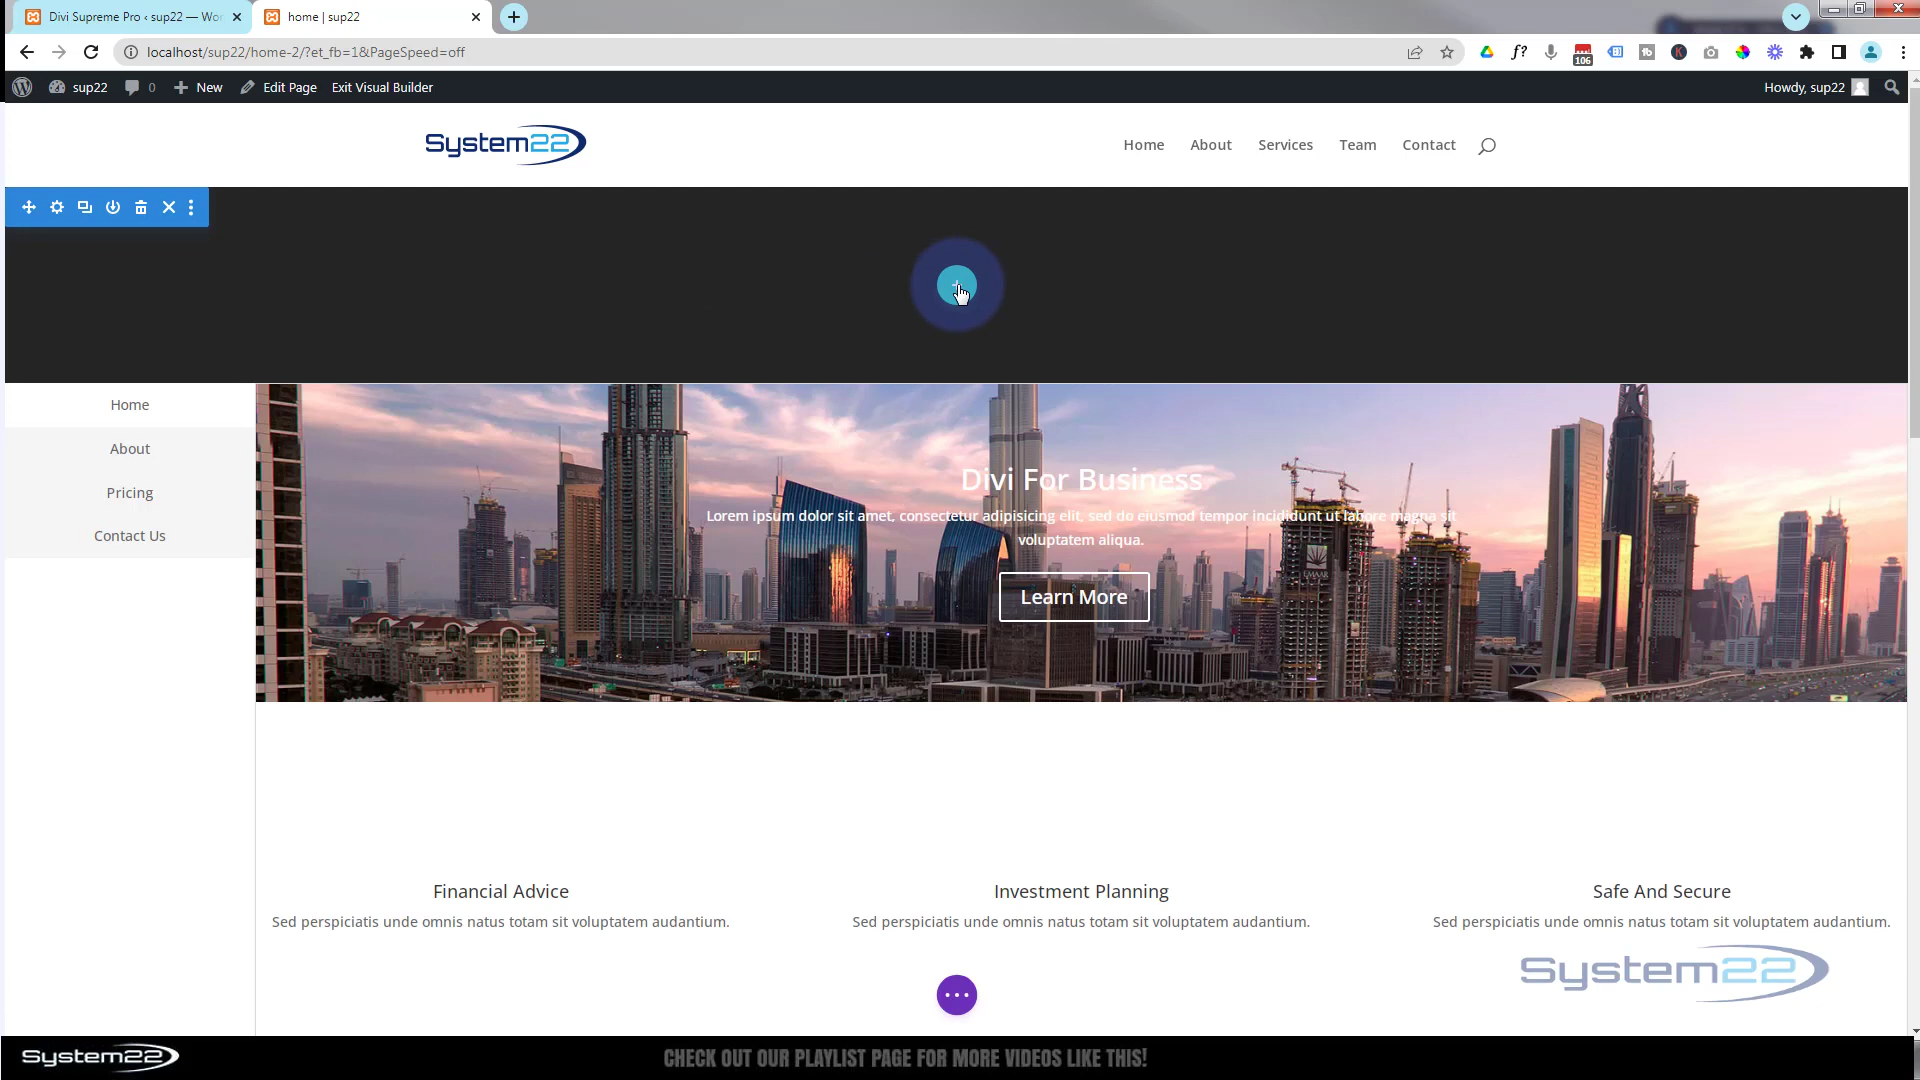 Divi Supreme Pro ‹ sup22 — Wor
home | sup22
localhost/sup22/home-2/?et_fb=1&PageSpeed=off
106
sup22
0
New
Edit Page
Exit Visual Builder
Howdy, sup22
System22
Home
About
Services
Team
Contact
Home
About
Pricing
Contact Us
Divi For Business
Lorem ipsum dolor sit amet, consectetur adipisicing elit, sed do eiusmod tempor incididunt ut labore magna sit
voluptatem aliqua.
Learn More
Financial Advice
Sed perspiciatis unde omnis natus totam sit voluptatem audantium.
Investment Planning
Sed perspiciatis unde omnis natus totam sit voluptatem audantium.
Safe And Secure
Sed perspiciatis unde omnis natus totam sit voluptatem audantium.
System22
System22
CHECK OUT OUR PLAYLIST PAGE FOR MORE VIDEOS LIKE THIS!